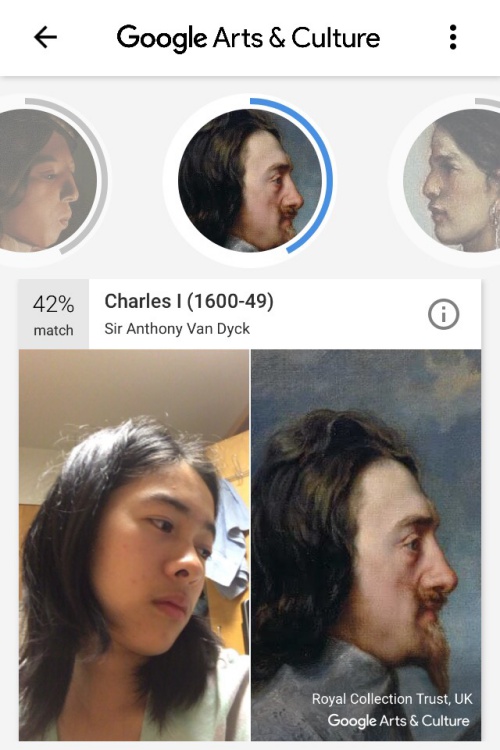 Google Arts & Culture
42%
match
Charles I (1600-49)
Sir Anthony Van Dyck
Royal Collection Trust, UK
Google Arts & Culture